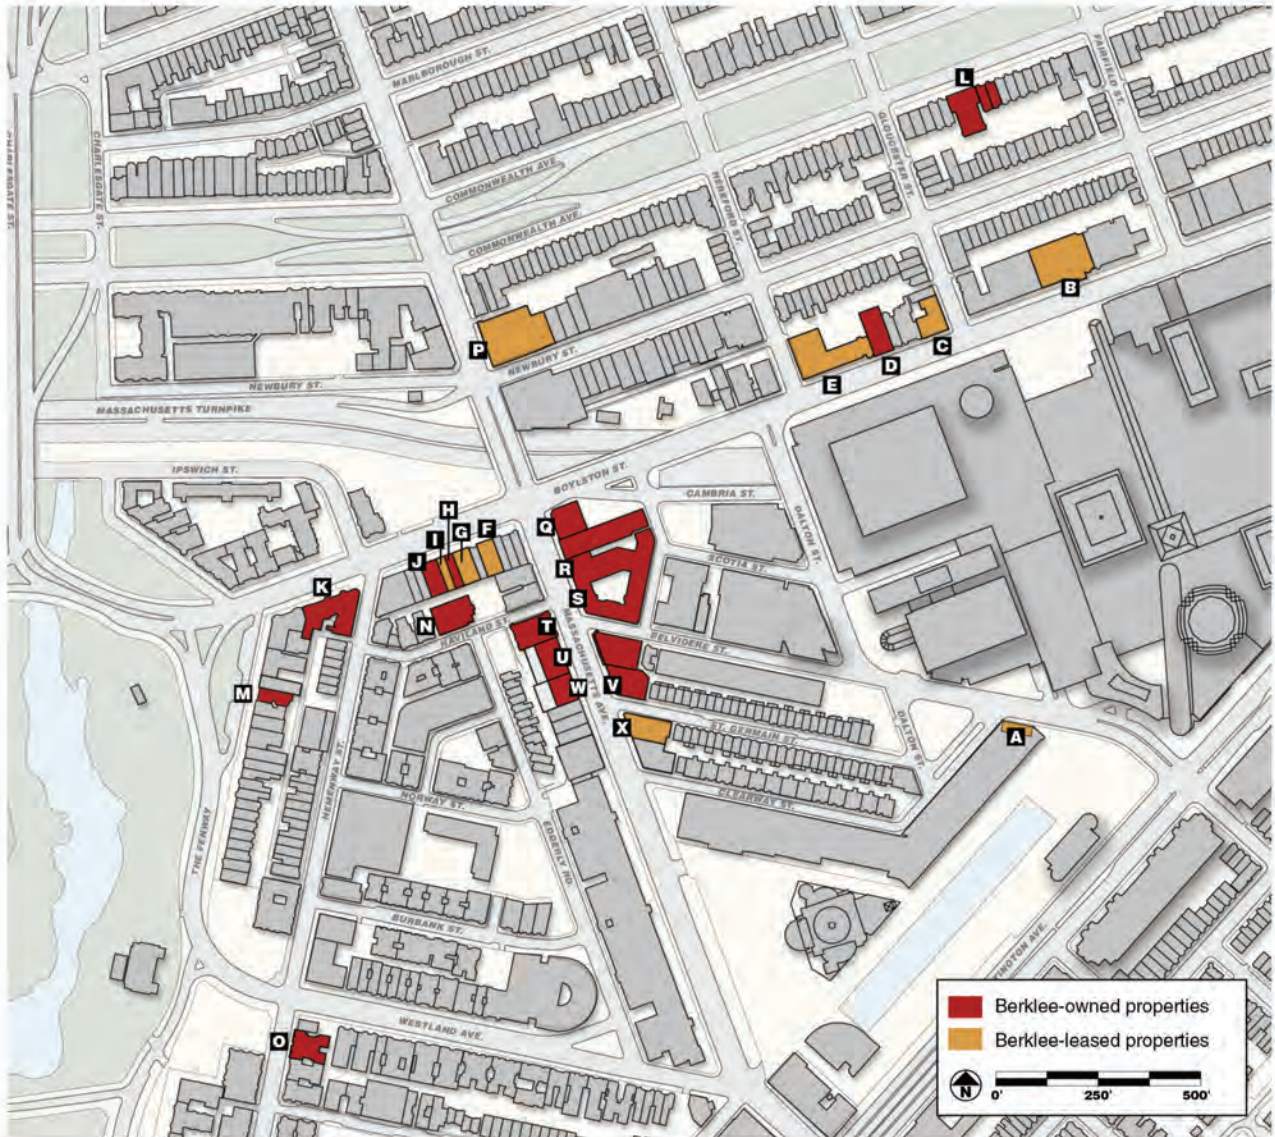 MARLBOROUGH ST.
FAIRFIELD ST.
L
CHARLESGATE ST.
CHARLESGATE ST.
GLOUCESTER ST.
COMMONWEALTH AVE.
HEREFORD ST.
COMMONWEALTH AVE.
B
P
NEWBURY ST.
C
D
E
NEWBURY ST.
MASSACHUSETTS TURNPIKE
IPSWICH ST.
BOYLSTON ST.
CAMBRIA ST.
H
I
G
F
Q
DALTON ST.
J
R
SCOTIA ST.
K
S
N
HAVILAND ST.
T
MASSACHUSETTS AVE.
BELVIDERE ST.
U
M
W
V
X
ST. GERMAIN ST.
DALTON ST.
A
HEMENWAY ST.
CLEARWAY ST.
NORWAY ST.
THE FENWAY
EDGERLY RD.
BURBANK ST.
WESTLAND AVE.
O
Berklee-owned properties
Berklee-leased properties
N
0' 250' 500'